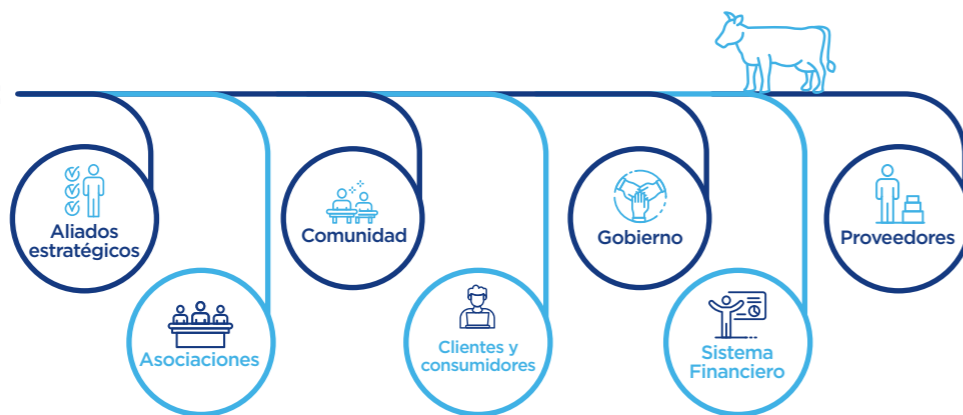 Aliados
estratégicos
Asociaciones
Comunidad
Clientes y
consumidores
Gobierno
Sistema
Financiero
Proveedores